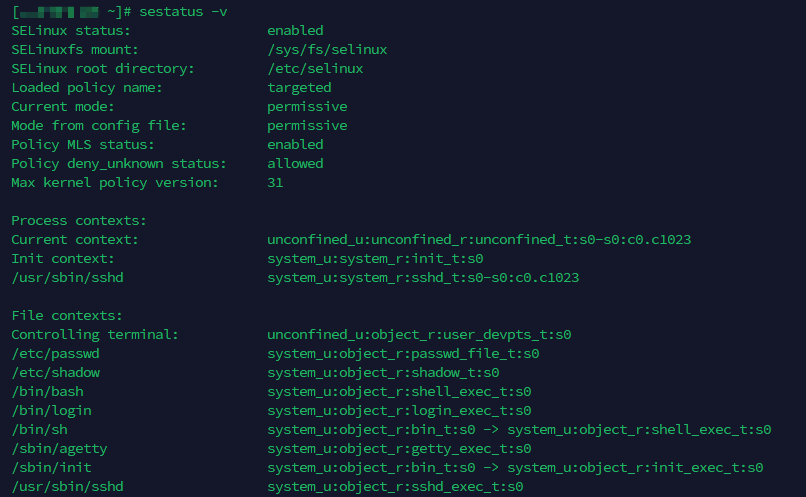 [ ~]# sestatus -v
SELinux status: enabled
SELinuxfs mount: /sys/fs/selinux
SELinux root directory: /etc/selinux
Loaded policy name: targeted
Current mode: permissive
Mode from config file: permissive
Policy MLS status: enabled
Policy deny_unknown status: allowed
Max kernel policy version: 31
Process contexts:
Current context: unconfined_u:unconfined_r:unconfined_t:s0-s0:c0.c1023
Init context: system_u:system_r:init_t:s0
/usr/sbin/sshd system_u:system_r:sshd_t:s0-s0:c0.c1023
File contexts:
Controlling terminal: unconfined_u:object_r:user_devpts_t:s0
/etc/passwd system_u:object_r:passwd_file_t:s0
/etc/shadow system_u:object_r:shadow_t:s0
/bin/bash system_u:object_r:shell_exec_t:s0
/bin/login system_u:object_r:login_exec_t:s0
/bin/sh system_u:object_r:bin_t:s0 -> system_u:object_r:shell_exec_t:s0
/sbin/agetty system_u:object_r:getty_exec_t:s0
/sbin/init system_u:object_r:bin_t:s0 -> system_u:object_r:init_exec_t:s0
/usr/sbin/sshd system_u:object_r:sshd_exec_t:s0